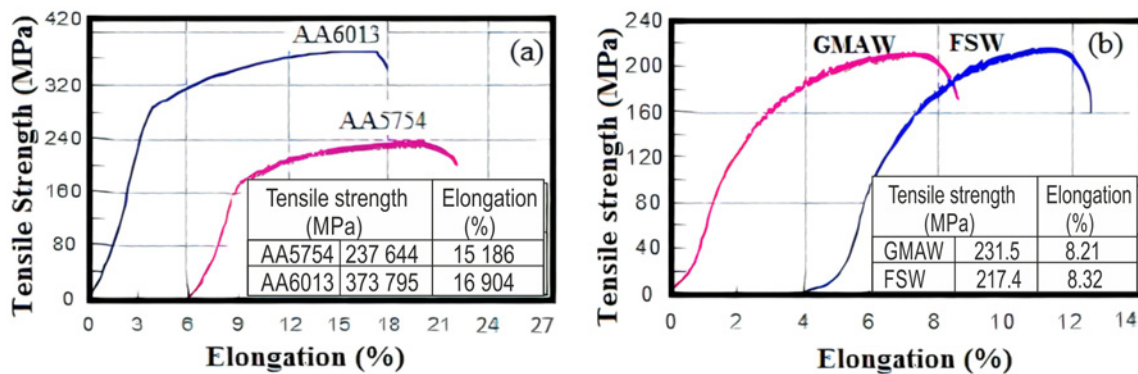 420
320
240
160
80
0
Tensile Strength (MPa)
AA6013
(a)
AA5754
Tensile strength (MPa) Elongation (%)
AA5754 237 644 15 186
AA6013 373 795 16 904
0 3 6 9 12 15 18 21 24 27
Elongation (%)
240
200
160
120
80
40
0
Tensile strength (MPa)
GMAW FSW (b)
Tensile strength (MPa) Elongation (%)
GMAW 231.5 8.21
FSW 217.4 8.32
0 2 4 6 8 10 12 14
Elongation (%)